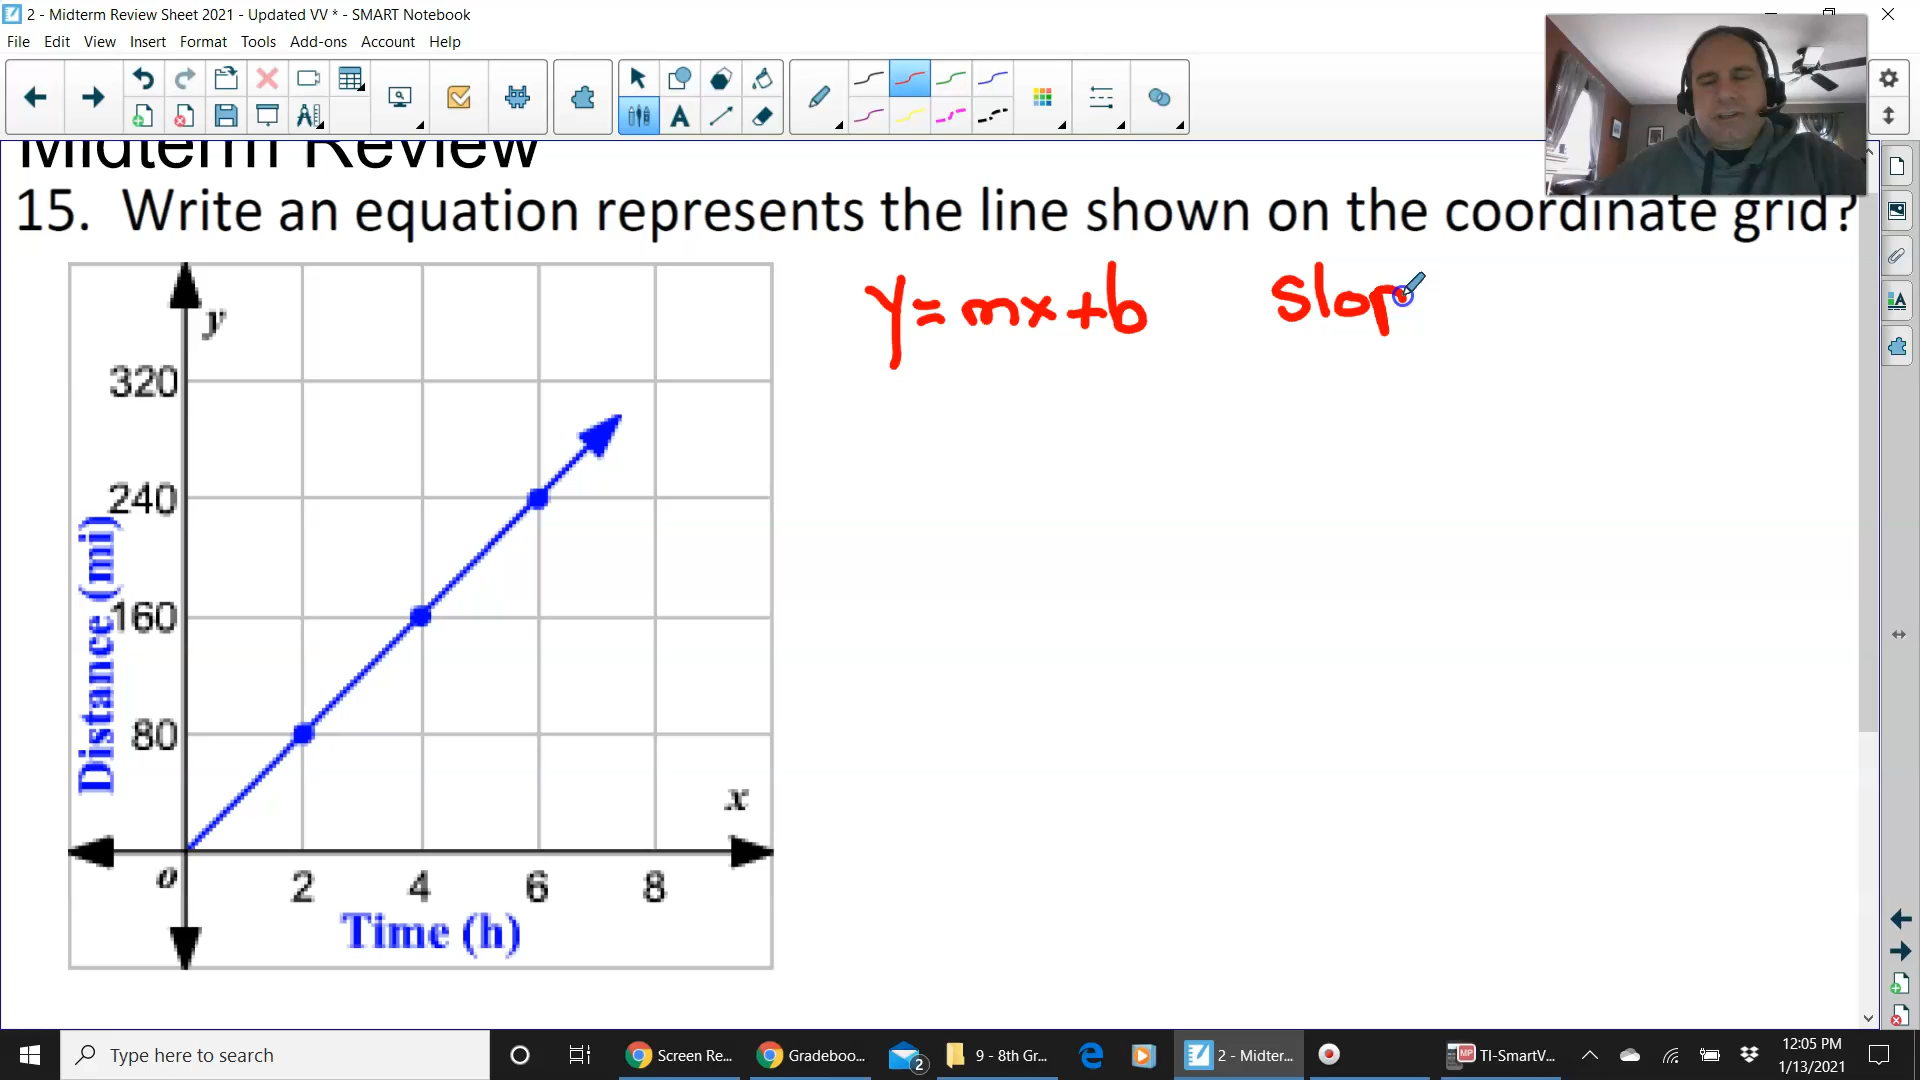 2 - Midterm Review Sheet 2021 - Updated VV * - SMART Notebook
File Edit View Insert Format Tools Add-ons Account Help
Midterm Review
15. Write an equation represents the line shown on the coordinate grid?
y = mx + b
Slop
y
320
240
160
80
Distance (mi)
x
o
2 4 6 8
Time (h)
Type here to search
Screen Re...
Gradeboo...
2
9 - 8th Gr...
2 - Midter...
TI-SmartV...
12:05 PM
1/13/2021